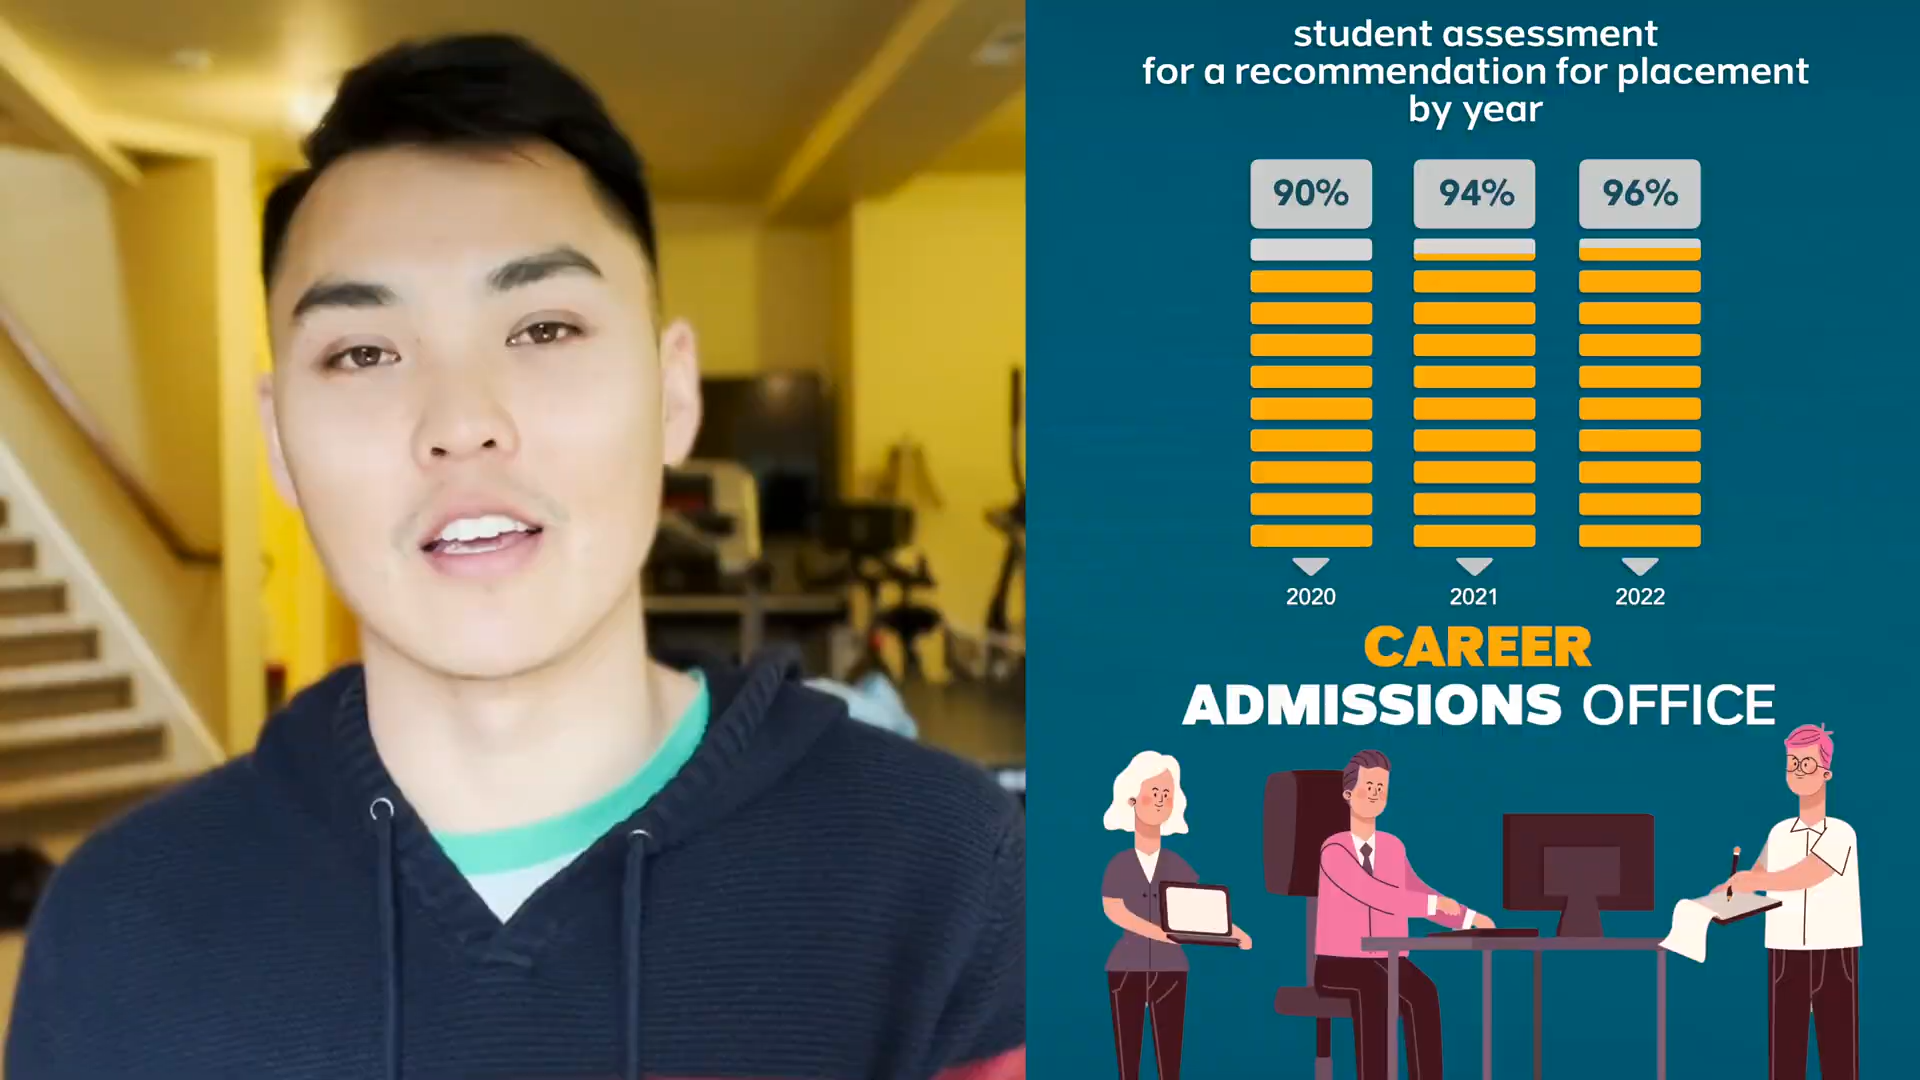 student assessment
for a recommendation for placement
by year
90% 94% 96%
2020 2021 2022
CAREER
ADMISSIONS OFFICE